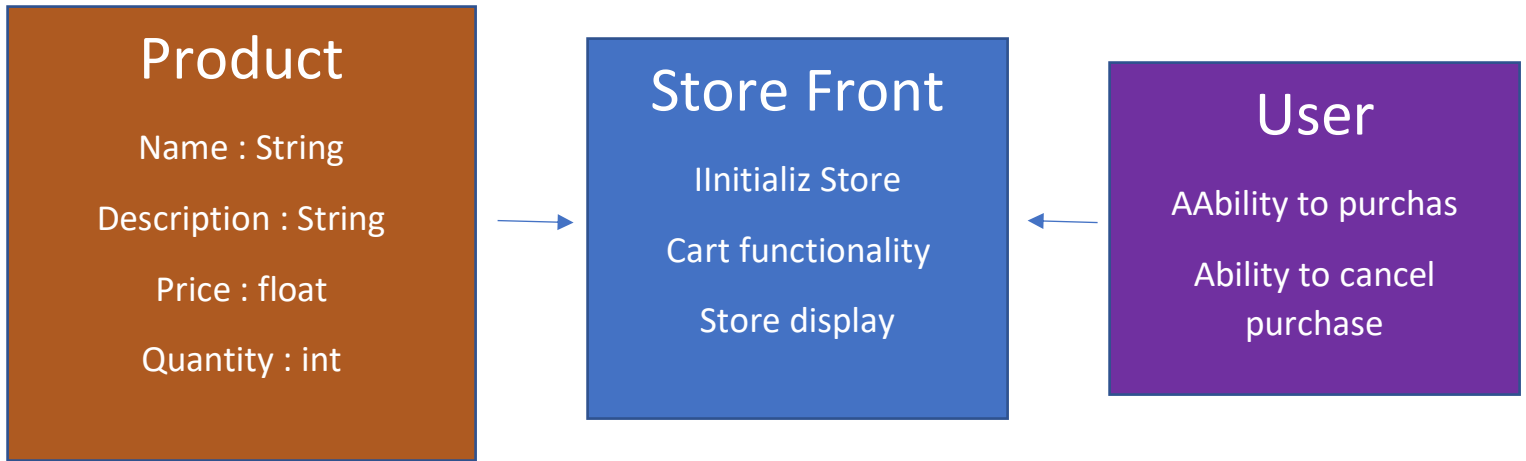 Product
Name : String
Description : String
Price : float
Quantity : int
Store Front
IInitializ Store
Cart functionality
Store display
User
AAbility to purchas
Ability to cancel
purchase